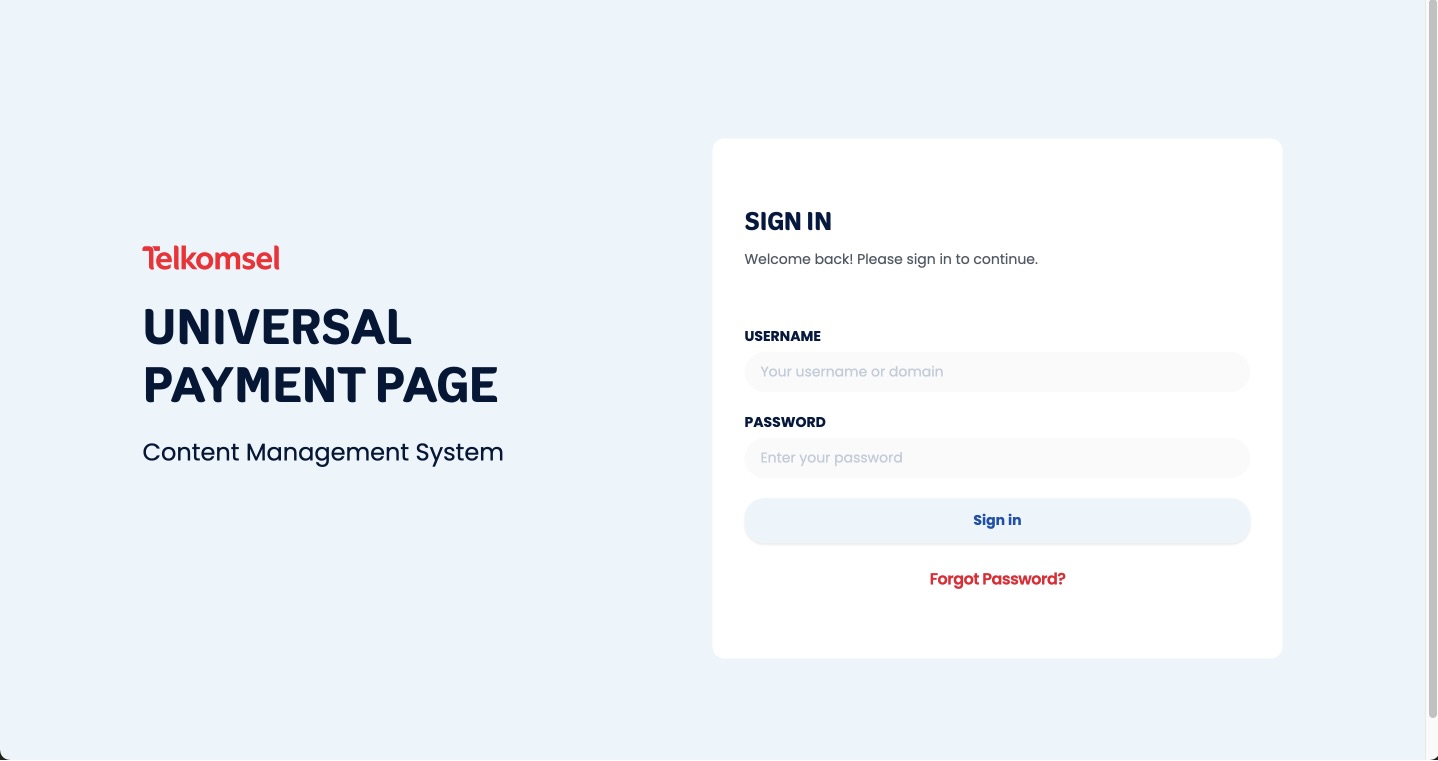 Telkomsel
UNIVERSAL
PAYMENT PAGE
Content Management System
SIGN IN
Welcome back! Please sign in to continue.
USERNAME
Your username or domain
PASSWORD
Enter your password
Sign in
Forgot Password?